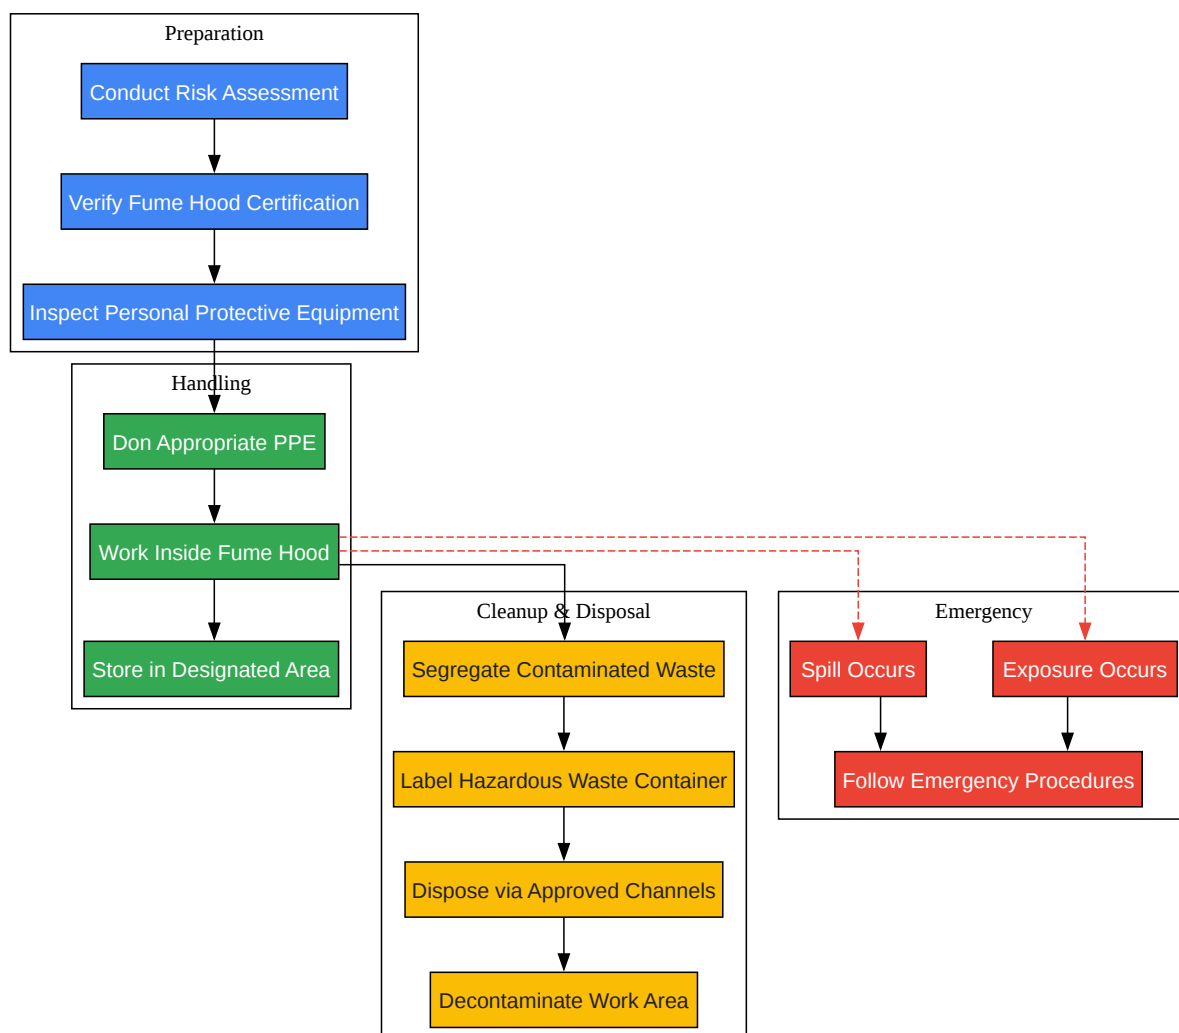 Preparation
Conduct Risk Assessment
Verify Fume Hood Certification
Inspect Personal Protective Equipment
Handling
Don Appropriate PPE
Work Inside Fume Hood
Store in Designated Area
Cleanup & Disposal
Segregate Contaminated Waste
Label Hazardous Waste Container
Dispose via Approved Channels
Decontaminate Work Area
Emergency
Spill Occurs
Exposure Occurs
Follow Emergency Procedures